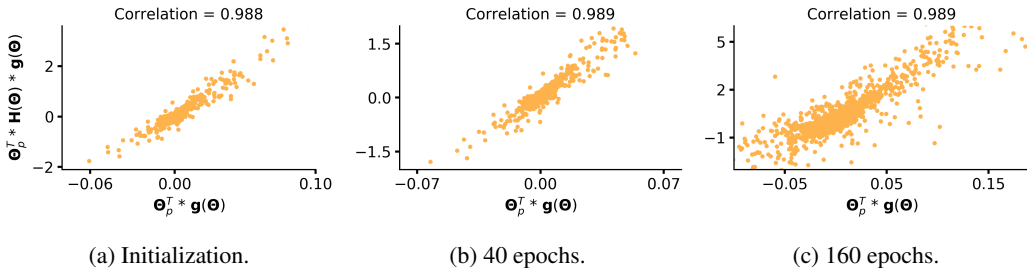 Correlation = 0.988
2
0
−2
−0.06 0.00 0.10
Θ_p^T * H(Θ) * g(Θ)
Θ_p^T * g(Θ)
(a) Initialization.
Correlation = 0.989
1.5
0.0
−1.5
−0.07 0.00 0.07
Θ_p^T * g(Θ)
(b) 40 epochs.
Correlation = 0.989
5
2
−1
−0.05 0.05 0.15
Θ_p^T * g(Θ)
(c) 160 epochs.